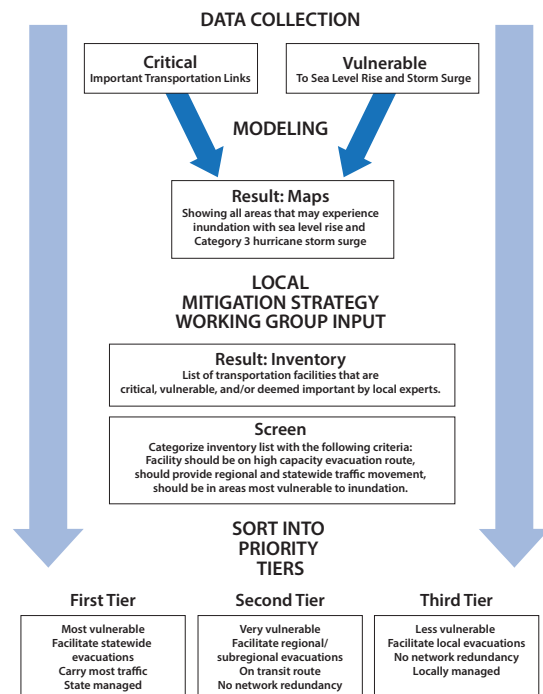 DATA COLLECTION
Critical
Important Transportation Links
Vulnerable
To Sea Level Rise and Storm Surge
MODELING
Result: Maps
Showing all areas that may experience
inundation with sea level rise and
Category 3 hurricane storm surge
LOCAL
MITIGATION STRATEGY
WORKING GROUP INPUT
Result: Inventory
List of transportation facilities that are
critical, vulnerable, and/or deemed important by local experts.
Screen
Categorize inventory list with the following criteria:
Facility should be on high capacity evacuation route,
should provide regional and statewide traffic movement,
should be in areas most vulnerable to inundation.
SORT INTO
PRIORITY
TIERS
First Tier
Most vulnerable
Facilitate statewide
evacuations
Carry most traffic
State managed
Second Tier
Very vulnerable
Facilitate regional/
subregional evacuations
On transit route
No network redundancy
Third Tier
Less vulnerable
Facilitate local evacuations
No network redundancy
Locally managed